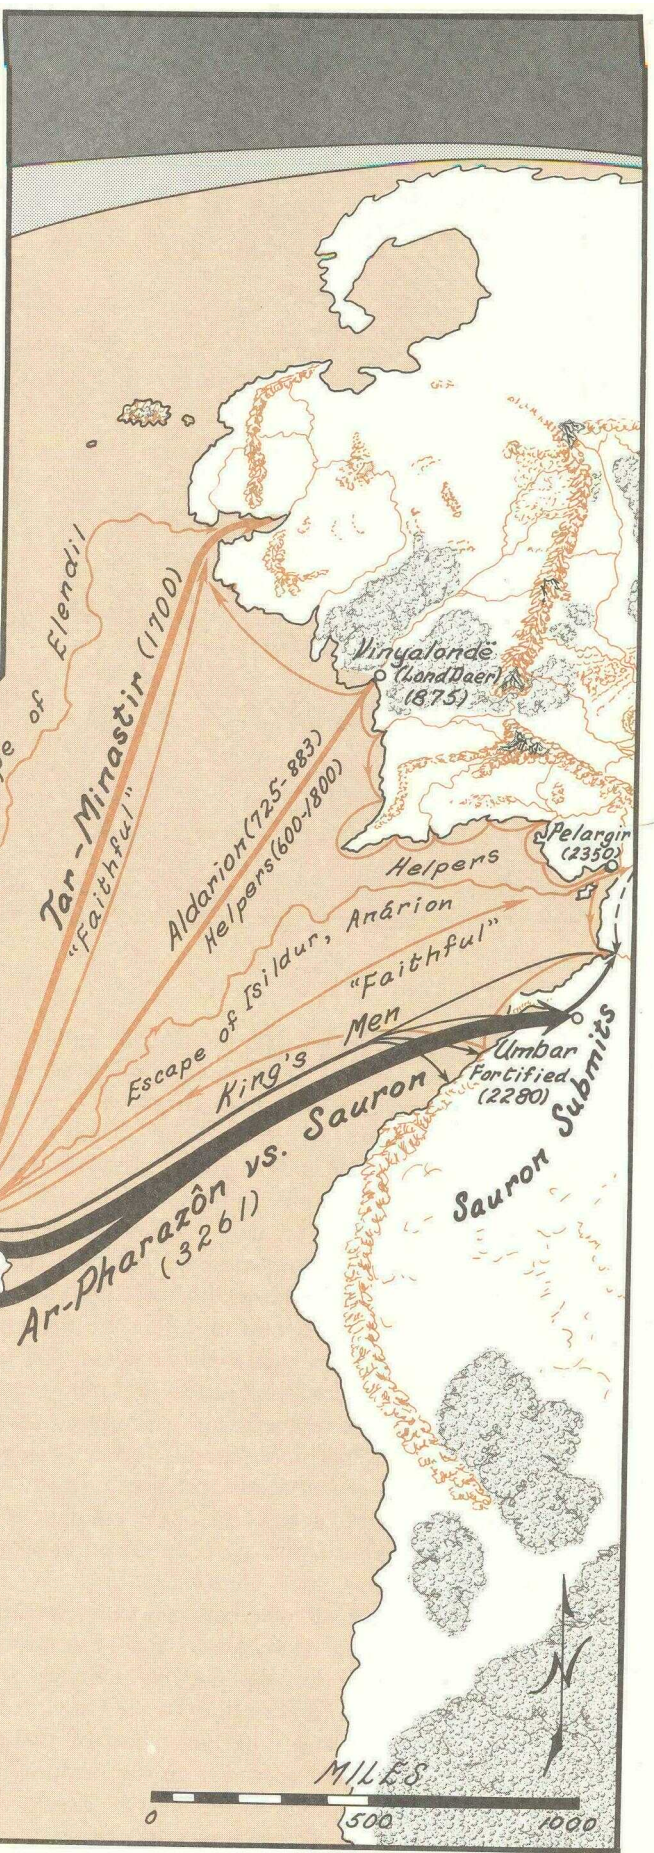 pe of Elendil
Tar-Minastir (1700)
"Faithful"
Vinyalondë
(Lond Daer)
(875)
Aldarion (725-883)
Helpers (600-1800)
Pelargir
(2350)
Helpers
Escape of Isildur, Anárion
"Faithful"
King's Men
Umbar
Fortified
(2280)
Ar-Pharazôn vs. Sauron
(3261)
Sauron Submits
N
MILES
0 500 1000